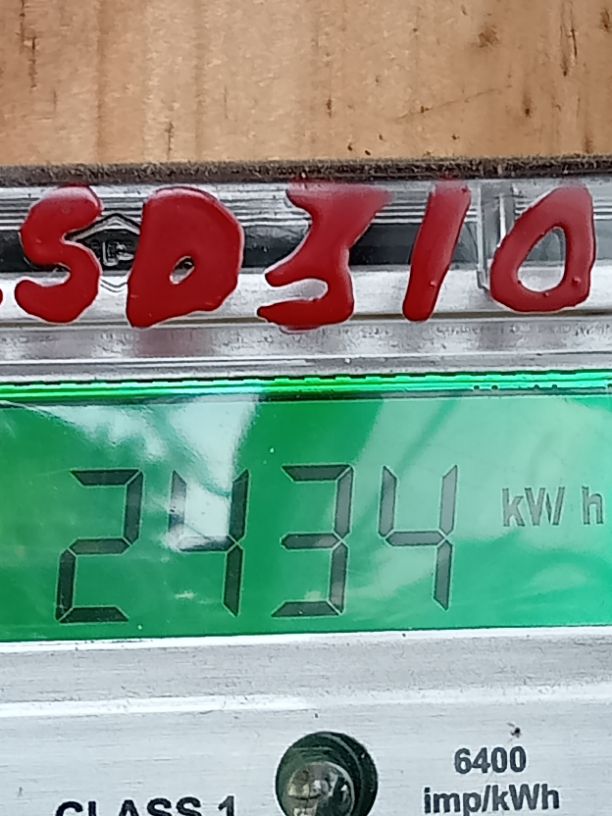 SD310
2434 kW h
6400
CLASS 1 imp/kWh